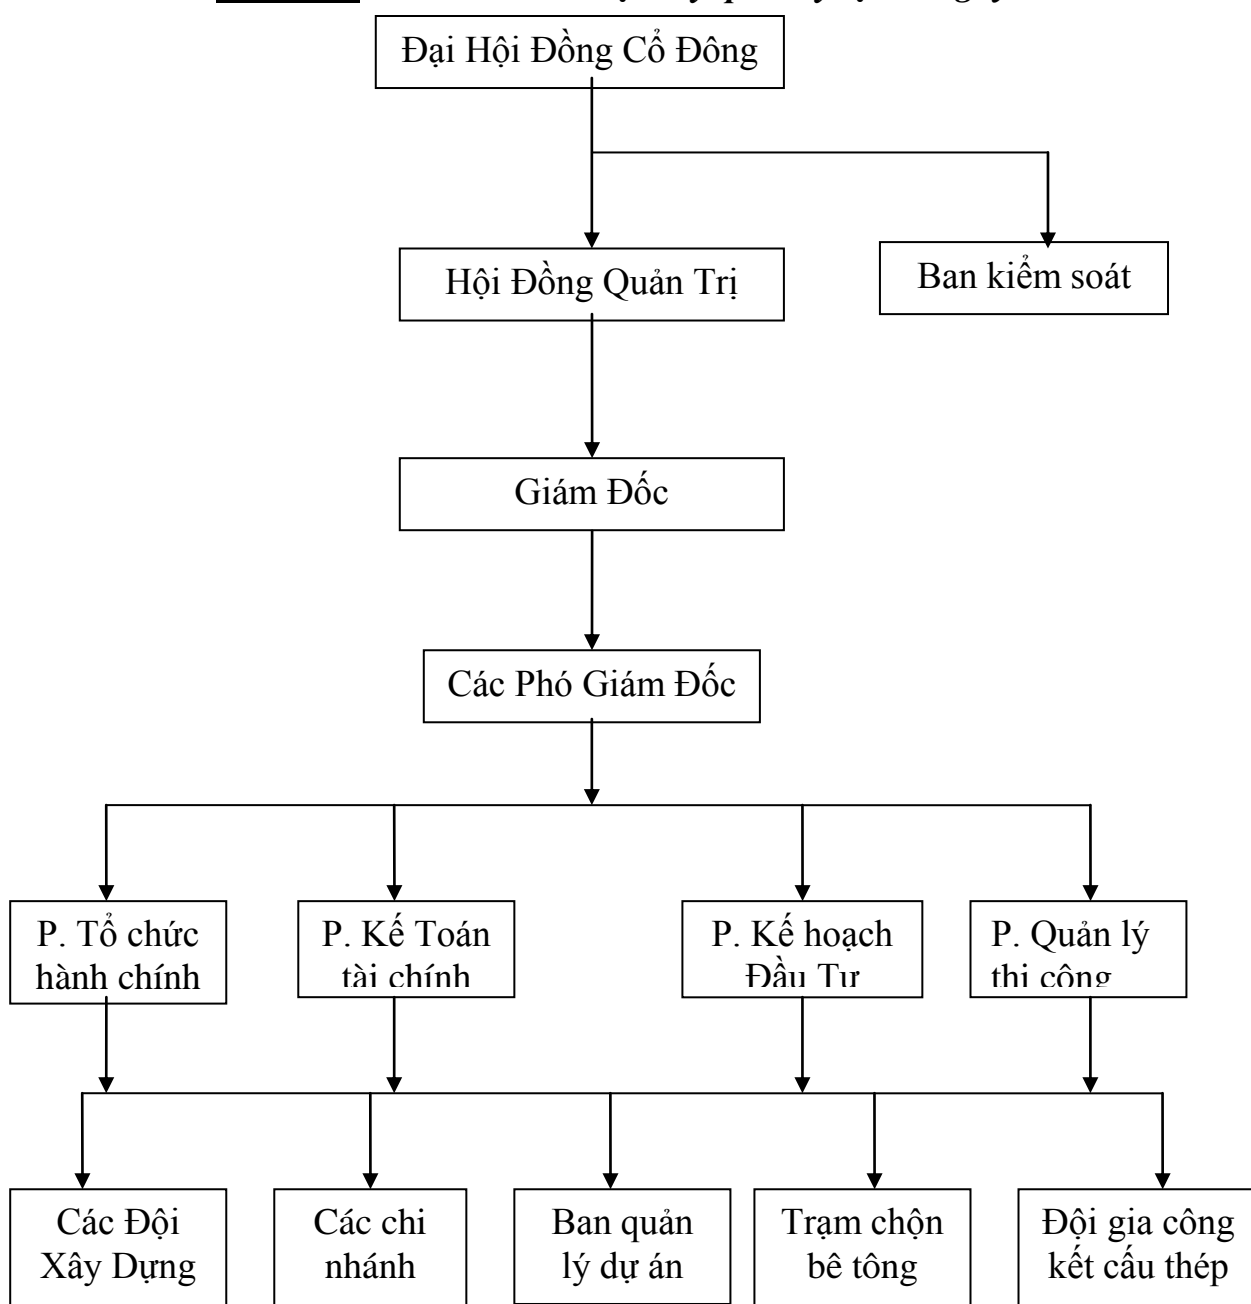 Đại Hội Đồng Cổ Đông
Hội Đồng Quản Trị
Ban kiểm soát
Giám Đốc
Các Phó Giám Đốc
P. Tổ chức
hành chính
P. Kế Toán
tài chính
P. Kế hoạch
Đầu Tư
P. Quản lý
thi công
Các Đội
Xây Dựng
Các chi
nhánh
Ban quản
lý dự án
Trạm chộn
bê tông
Đội gia công
kết cấu thép